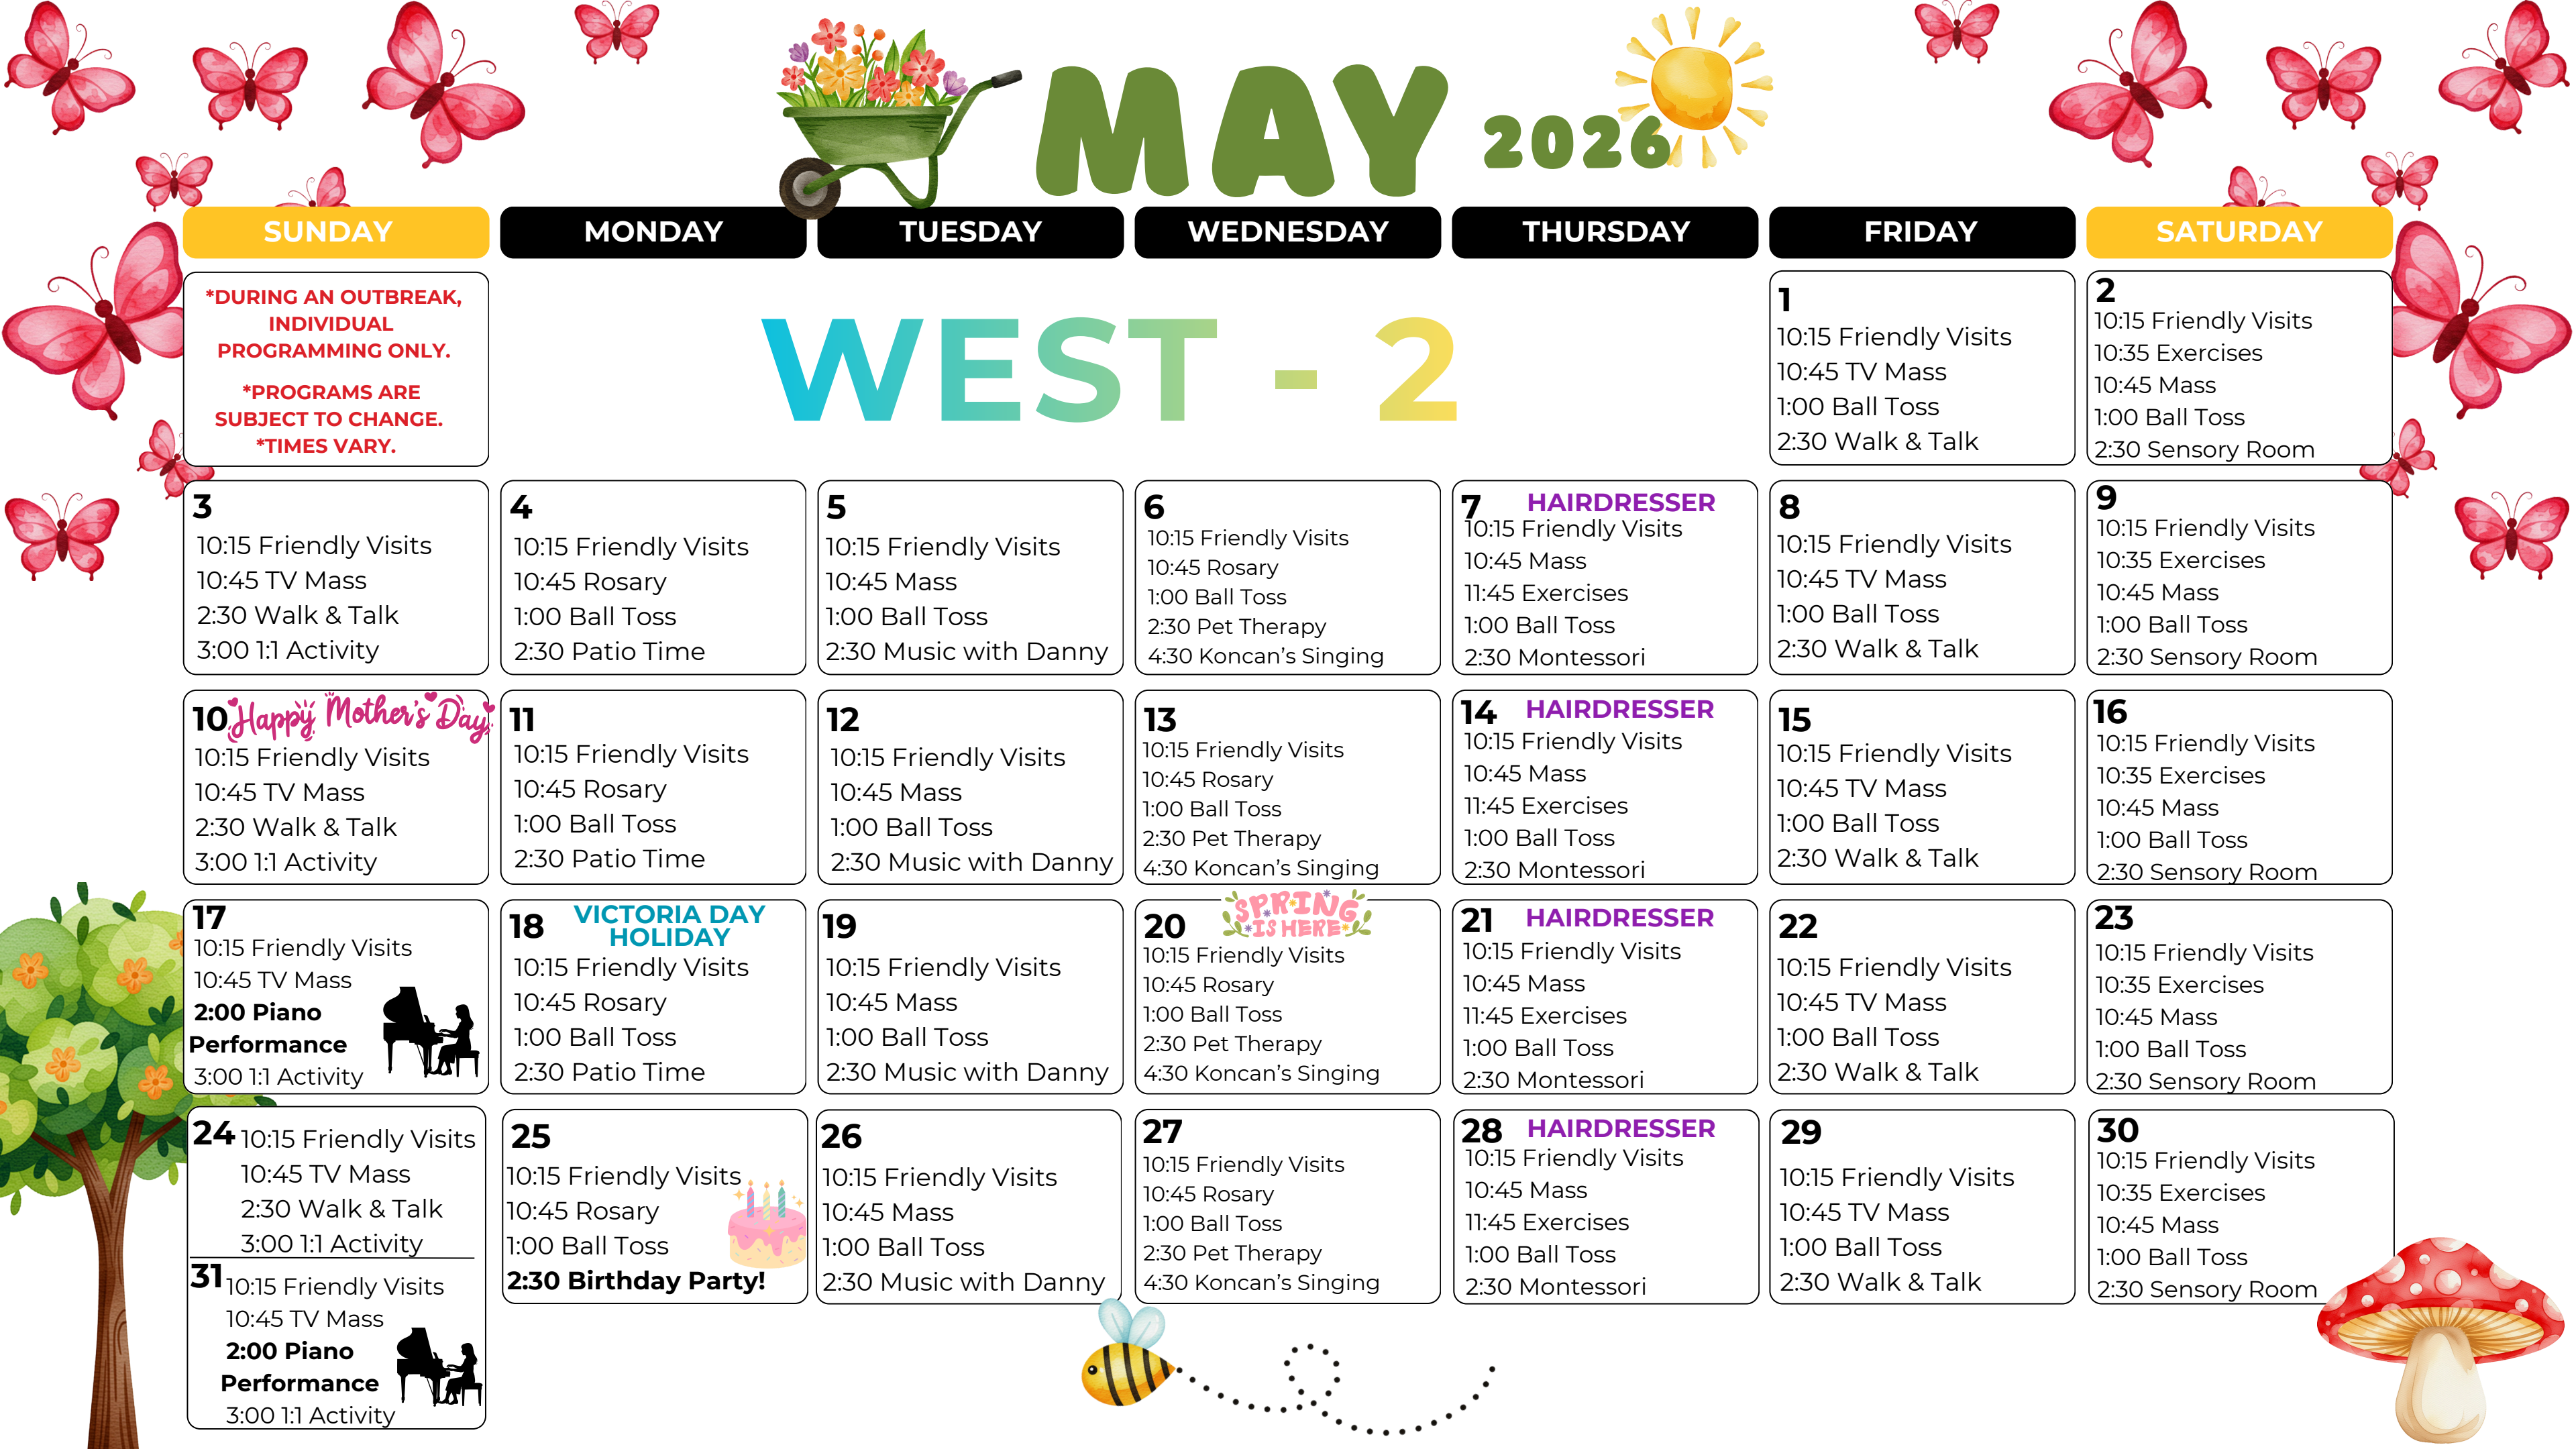 MAY 2026
SUNDAY
MONDAY
TUESDAY
WEDNESDAY
THURSDAY
FRIDAY
SATURDAY
*DURING AN OUTBREAK,
INDIVIDUAL
PROGRAMMING ONLY.
*PROGRAMS ARE
SUBJECT TO CHANGE.
*TIMES VARY.
WEST - 2
1
10:15 Friendly Visits
10:45 TV Mass
1:00 Ball Toss
2:30 Walk & Talk
2
10:15 Friendly Visits
10:35 Exercises
10:45 Mass
1:00 Ball Toss
2:30 Sensory Room
3
10:15 Friendly Visits
10:45 TV Mass
2:30 Walk & Talk
3:00 1:1 Activity
4
10:15 Friendly Visits
10:45 Rosary
1:00 Ball Toss
2:30 Patio Time
5
10:15 Friendly Visits
10:45 Mass
1:00 Ball Toss
2:30 Music with Danny
6
10:15 Friendly Visits
10:45 Rosary
1:00 Ball Toss
2:30 Pet Therapy
4:30 Koncan's Singing
7 HAIRDRESSER
10:15 Friendly Visits
10:45 Mass
11:45 Exercises
1:00 Ball Toss
2:30 Montessori
8
10:15 Friendly Visits
10:45 TV Mass
1:00 Ball Toss
2:30 Walk & Talk
9
10:15 Friendly Visits
10:35 Exercises
10:45 Mass
1:00 Ball Toss
2:30 Sensory Room
10 Happy Mother's Day
10:15 Friendly Visits
10:45 TV Mass
2:30 Walk & Talk
3:00 1:1 Activity
11
10:15 Friendly Visits
10:45 Rosary
1:00 Ball Toss
2:30 Patio Time
12
10:15 Friendly Visits
10:45 Mass
1:00 Ball Toss
2:30 Music with Danny
13
10:15 Friendly Visits
10:45 Rosary
1:00 Ball Toss
2:30 Pet Therapy
4:30 Koncan's Singing
14 HAIRDRESSER
10:15 Friendly Visits
10:45 Mass
11:45 Exercises
1:00 Ball Toss
2:30 Montessori
15
10:15 Friendly Visits
10:45 TV Mass
1:00 Ball Toss
2:30 Walk & Talk
16
10:15 Friendly Visits
10:35 Exercises
10:45 Mass
1:00 Ball Toss
2:30 Sensory Room
17
10:15 Friendly Visits
10:45 TV Mass
2:00 Piano
Performance
3:00 1:1 Activity
18 VICTORIA DAY
HOLIDAY
10:15 Friendly Visits
10:45 Rosary
1:00 Ball Toss
2:30 Patio Time
19
10:15 Friendly Visits
10:45 Mass
1:00 Ball Toss
2:30 Music with Danny
20 SPRING
IS HERE
10:15 Friendly Visits
10:45 Rosary
1:00 Ball Toss
2:30 Pet Therapy
4:30 Koncan's Singing
21 HAIRDRESSER
10:15 Friendly Visits
10:45 Mass
11:45 Exercises
1:00 Ball Toss
2:30 Montessori
22
10:15 Friendly Visits
10:45 TV Mass
1:00 Ball Toss
2:30 Walk & Talk
23
10:15 Friendly Visits
10:35 Exercises
10:45 Mass
1:00 Ball Toss
2:30 Sensory Room
24 10:15 Friendly Visits
10:45 TV Mass
2:30 Walk & Talk
3:00 1:1 Activity
31 10:15 Friendly Visits
10:45 TV Mass
2:00 Piano
Performance
3:00 1:1 Activity
25
10:15 Friendly Visits
10:45 Rosary
1:00 Ball Toss
2:30 Birthday Party!
26
10:15 Friendly Visits
10:45 Mass
1:00 Ball Toss
2:30 Music with Danny
27
10:15 Friendly Visits
10:45 Rosary
1:00 Ball Toss
2:30 Pet Therapy
4:30 Koncan's Singing
28 HAIRDRESSER
10:15 Friendly Visits
10:45 Mass
11:45 Exercises
1:00 Ball Toss
2:30 Montessori
29
10:15 Friendly Visits
10:45 TV Mass
1:00 Ball Toss
2:30 Walk & Talk
30
10:15 Friendly Visits
10:35 Exercises
10:45 Mass
1:00 Ball Toss
2:30 Sensory Room